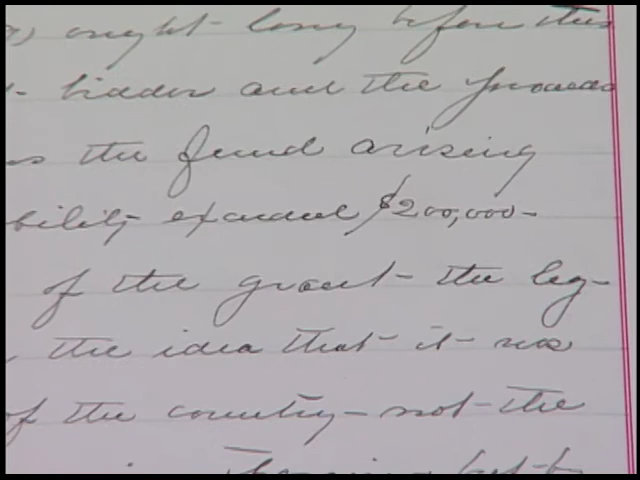 ought long before this
bidder and the proceeds
the fund arising
expended $200,000-
of the grant - the leg-
, the idea that - it - was
of the country - not - the